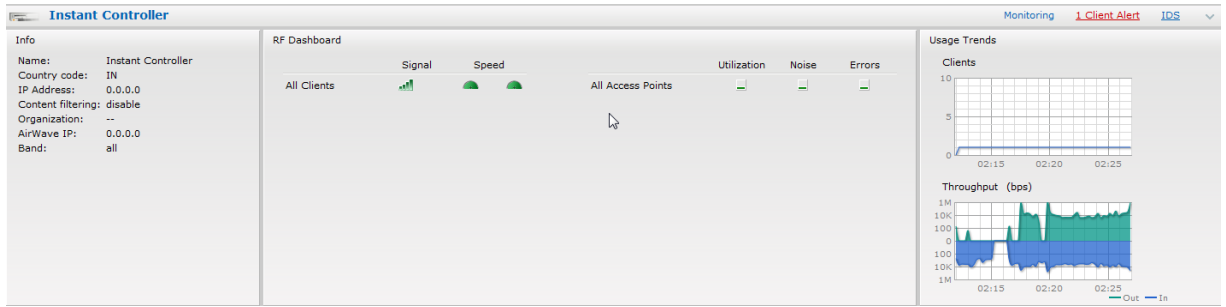 Instant Controller
Monitoring 1 Client Alert IDS
Info
Name: Instant Controller
Country code: IN
IP Address: 0.0.0.0
Content filtering: disable
Organization: --
AirWave IP: 0.0.0.0
Band: all
RF Dashboard
Signal Speed
All Clients
Utilization Noise Errors
All Access Points
Usage Trends
Clients
10
5
0
02:15 02:20 02:25
Throughput (bps)
1M
10K
100
0
100
10K
1M
02:15 02:20 02:25
Out In